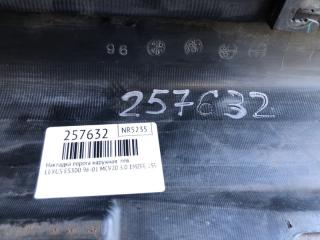 96
257632
257632 NR5235
Накладка порога наружная лев.
LEXUS ES300 96-01 MCV20 3.0 1MZFE